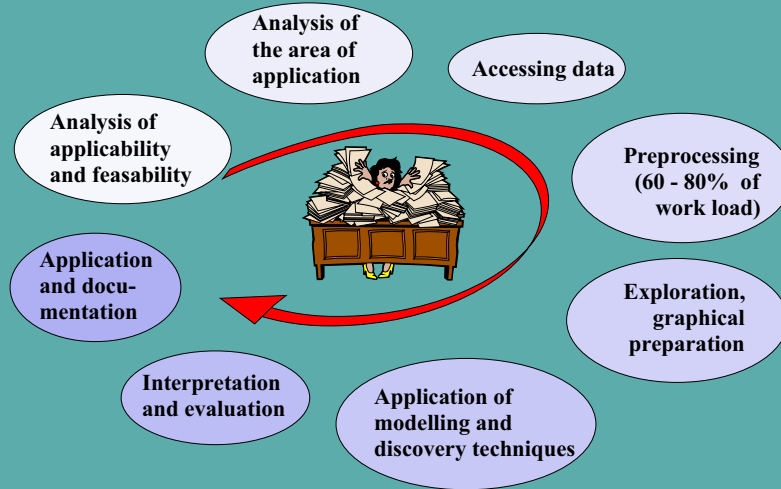 Analysis of
applicability
and feasability
Analysis of
the area of
application
Accessing data
Preprocessing
(60 - 80% of
work load)
Exploration,
graphical
preparation
Application of
modelling and
discovery techniques
Interpretation
and evaluation
Application
and docu-
mentation